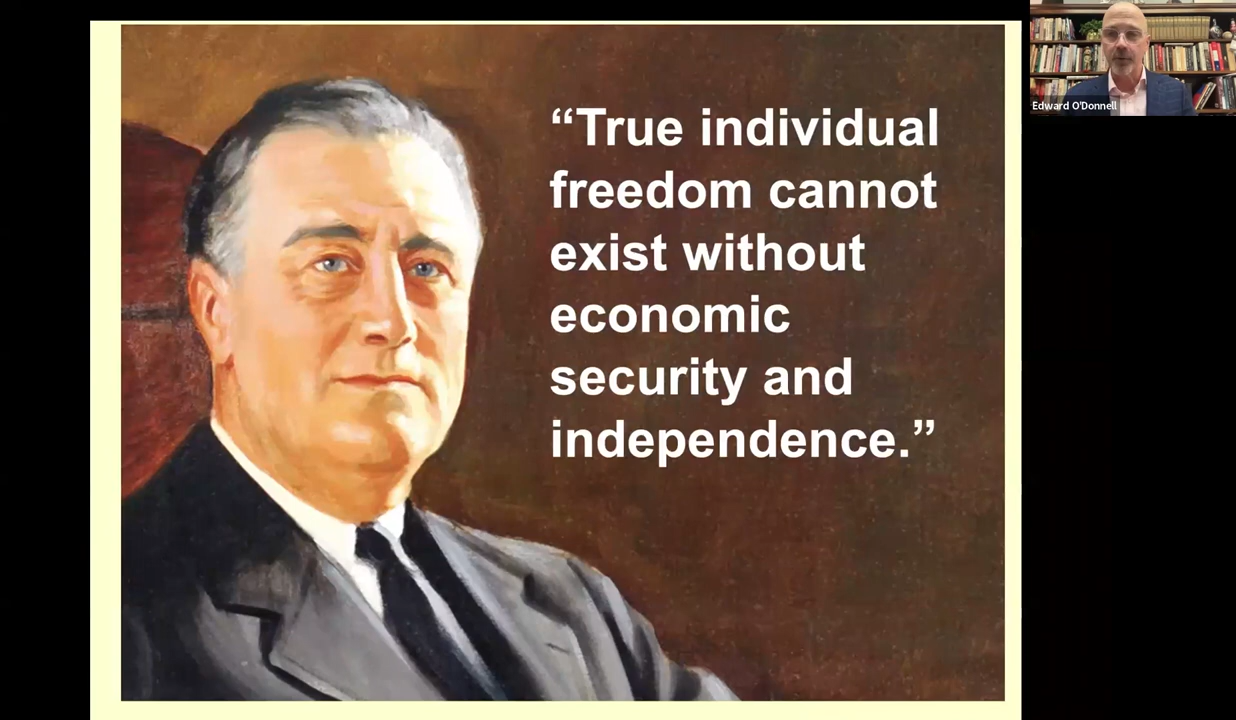 “True individual
freedom cannot
exist without
economic
security and
independence.”
Edward O'Donnell